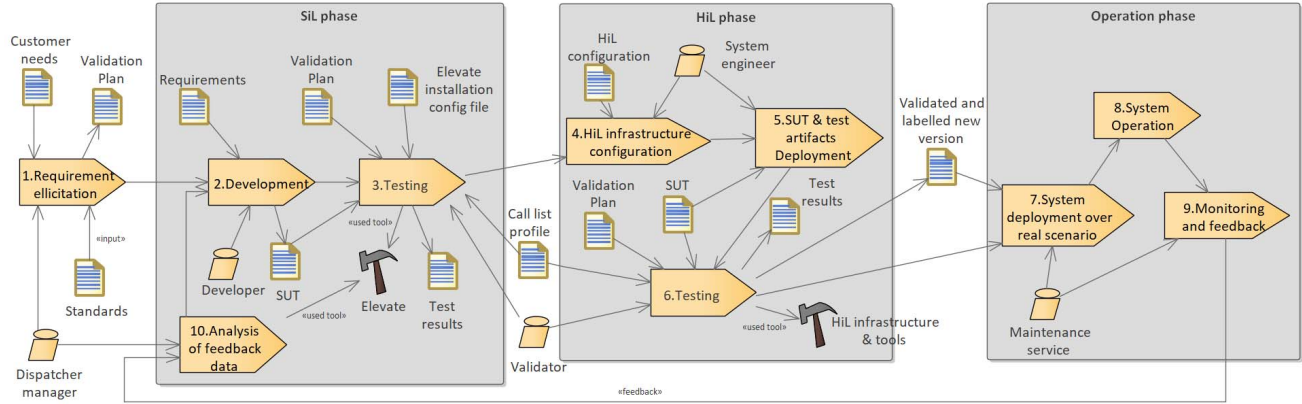 SiL phase
HiL phase
Operation phase
Customer
needs
Validation
Plan
Requirements
Validation
Plan
Elevate
installation
config file
HiL
configuration
System
engineer
Validated and
labelled new
version
8.System
Operation
4.HiL infrastructure
configuration
5.SUT & test
artifacts
Deployment
1.Requirement
ellicitation
2.Development
3.Testing
Validation
Plan
SUT
Test
results
7.System
deployment over
real scenario
9.Monitoring
and feedback
«input»
«used tool»
Call list
profile
Standards
Developer
SUT
Elevate
Test
results
6.Testing
«used tool»
«used tool»
HiL infrastructure
& tools
10.Analysis
of feedback
data
Dispatcher
manager
Validator
Maintenance
service
«feedback»